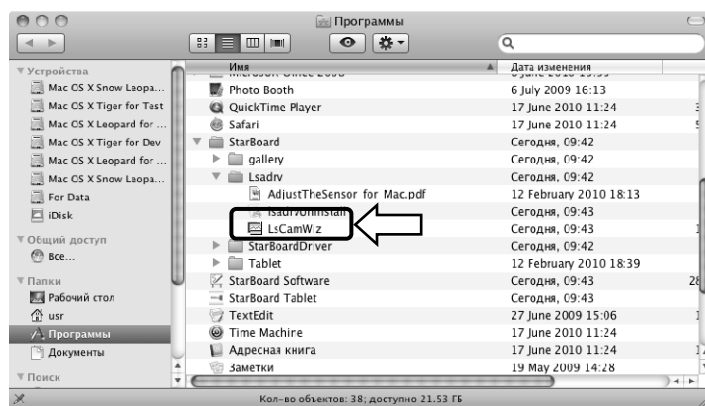 Программы
Имя
Дата изменения
Устройства
Mac OS X Snow Leopa...
Mac OS X Tiger for Test
Mac OS X Leopard for ...
Mac OS X Tiger for Dev
Mac OS X Leopard for ...
Mac OS X Snow Leopa...
For Data
iDisk
Общий доступ
Все...
Папки
Рабочий стол
usr
Программы
Документы
Поиск
Photo Booth 6 July 2009 16:13
QuickTime Player 17 June 2010 11:24
Safari 17 June 2010 11:24
StarBoard Сегодня, 09:42
gallery Сегодня, 09:42
Lsadrv Сегодня, 09:42
AdjustTheSensor for Mac.pdf 12 February 2010 18:13
lsadrvUninstall Сегодня, 09:43
LsCamWiz Сегодня, 09:43
StarBoardDriver Сегодня, 09:42
Tablet 12 February 2010 18:39
StarBoard Software Сегодня, 09:43
StarBoard Tablet Сегодня, 09:43
TextEdit 27 June 2009 15:06
Time Machine 17 June 2010 11:24
Адресная книга 17 June 2010 11:24
Заметки 19 May 2009 14:28
Кол-во объектов: 38; доступно 21.53 ГБ